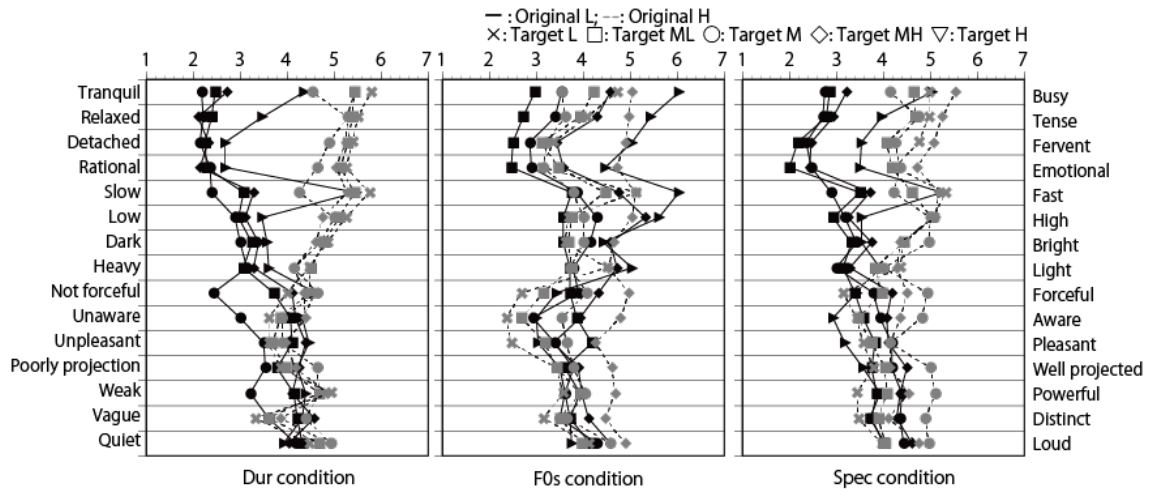 — : Original L; --- : Original H
×: Target L □: Target ML ○: Target M ◇: Target MH ▽: Target H
1 2 3 4 5 6 7 1 2 3 4 5 6 7 1 2 3 4 5 6 7
Tranquil Busy
Relaxed Tense
Detached Fervent
Rational Emotional
Slow Fast
Low High
Dark Bright
Heavy Light
Not forceful Forceful
Unaware Aware
Unpleasant Pleasant
Poorly projection Well projected
Weak Powerful
Vague Distinct
Quiet Loud
Dur condition F0s condition Spec condition